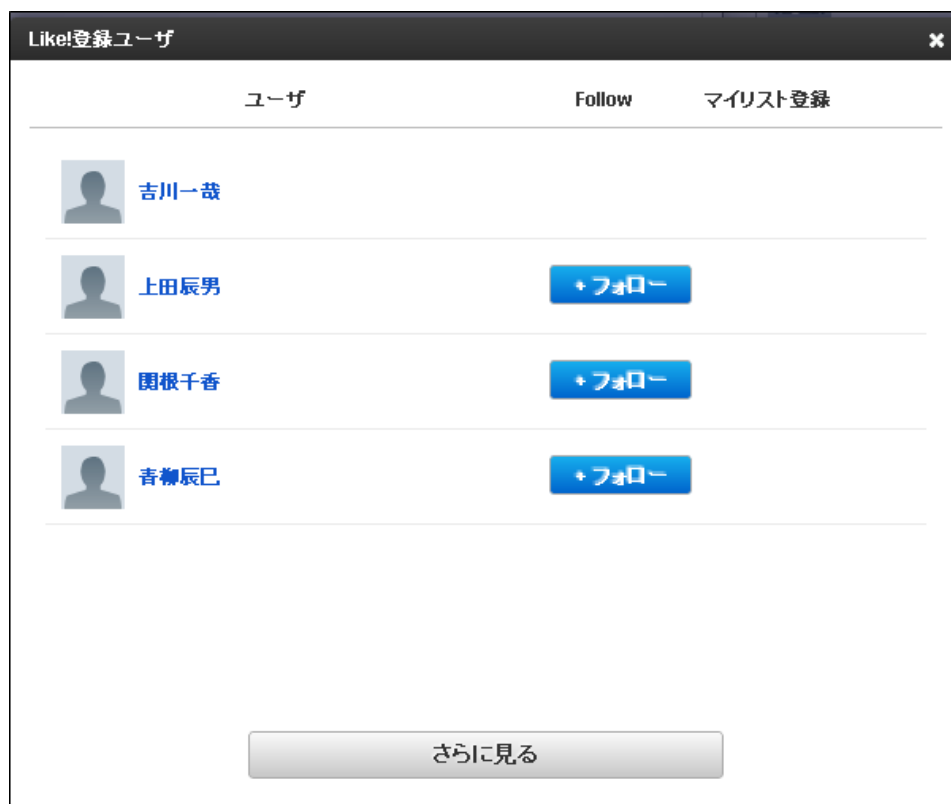 Like!登録ユーザ
ユーザ Follow マイリスト登録
吉川一哉
上田辰男 +フォロー
関根千香 +フォロー
青柳辰巳 +フォロー
さらに見る